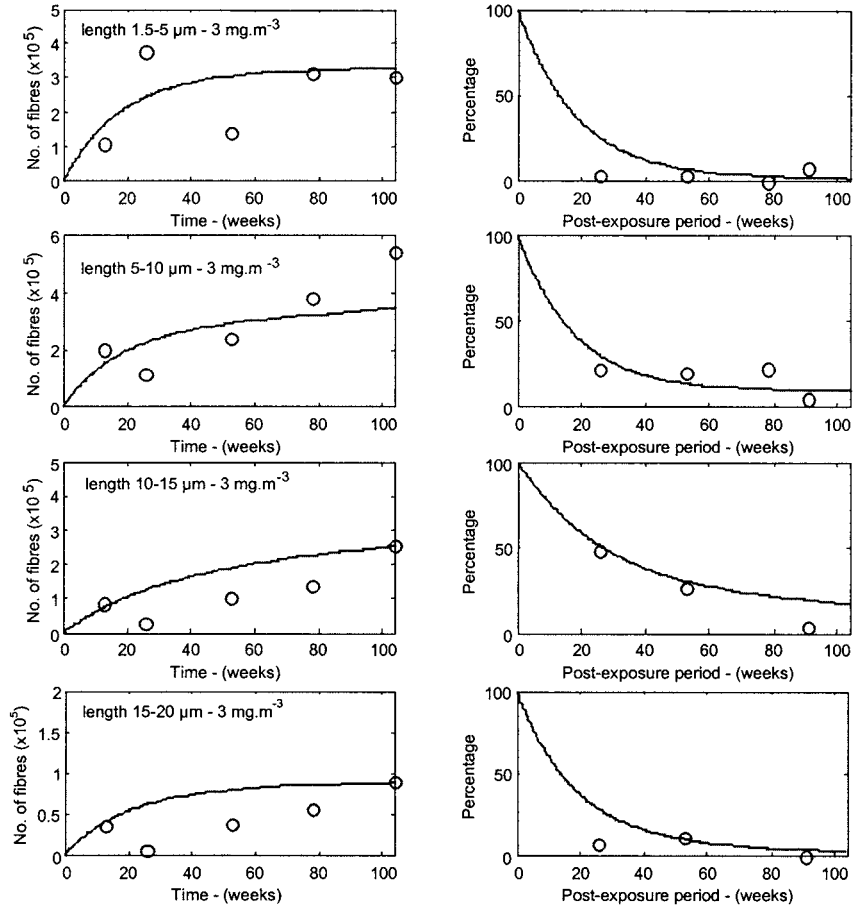 length 1.5-5 µm - 3 mg.m-3
No. of fibres (x10 5)
5
4
3
2
1
0
0 20 40 60 80 100
Time - (weeks)
Percentage
100
50
0
0 20 40 60 80 100
Post-exposure period - (weeks)
length 5-10 µm - 3 mg.m-3
No. of fibres (x10 5)
6
4
2
0
0 20 40 60 80 100
Time - (weeks)
Percentage
100
50
0
0 20 40 60 80 100
Post-exposure period - (weeks)
length 10-15 µm - 3 mg.m-3
No. of fibres (x10 5)
5
4
3
2
1
0
0 20 40 60 80 100
Time - (weeks)
Percentage
100
50
0
0 20 40 60 80 100
Post-exposure period - (weeks)
length 15-20 µm - 3 mg.m-3
No. of fibres (x10 5)
2
1.5
1
0.5
0
0 20 40 60 80 100
Time - (weeks)
Percentage
100
50
0
0 20 40 60 80 100
Post-exposure period - (weeks)